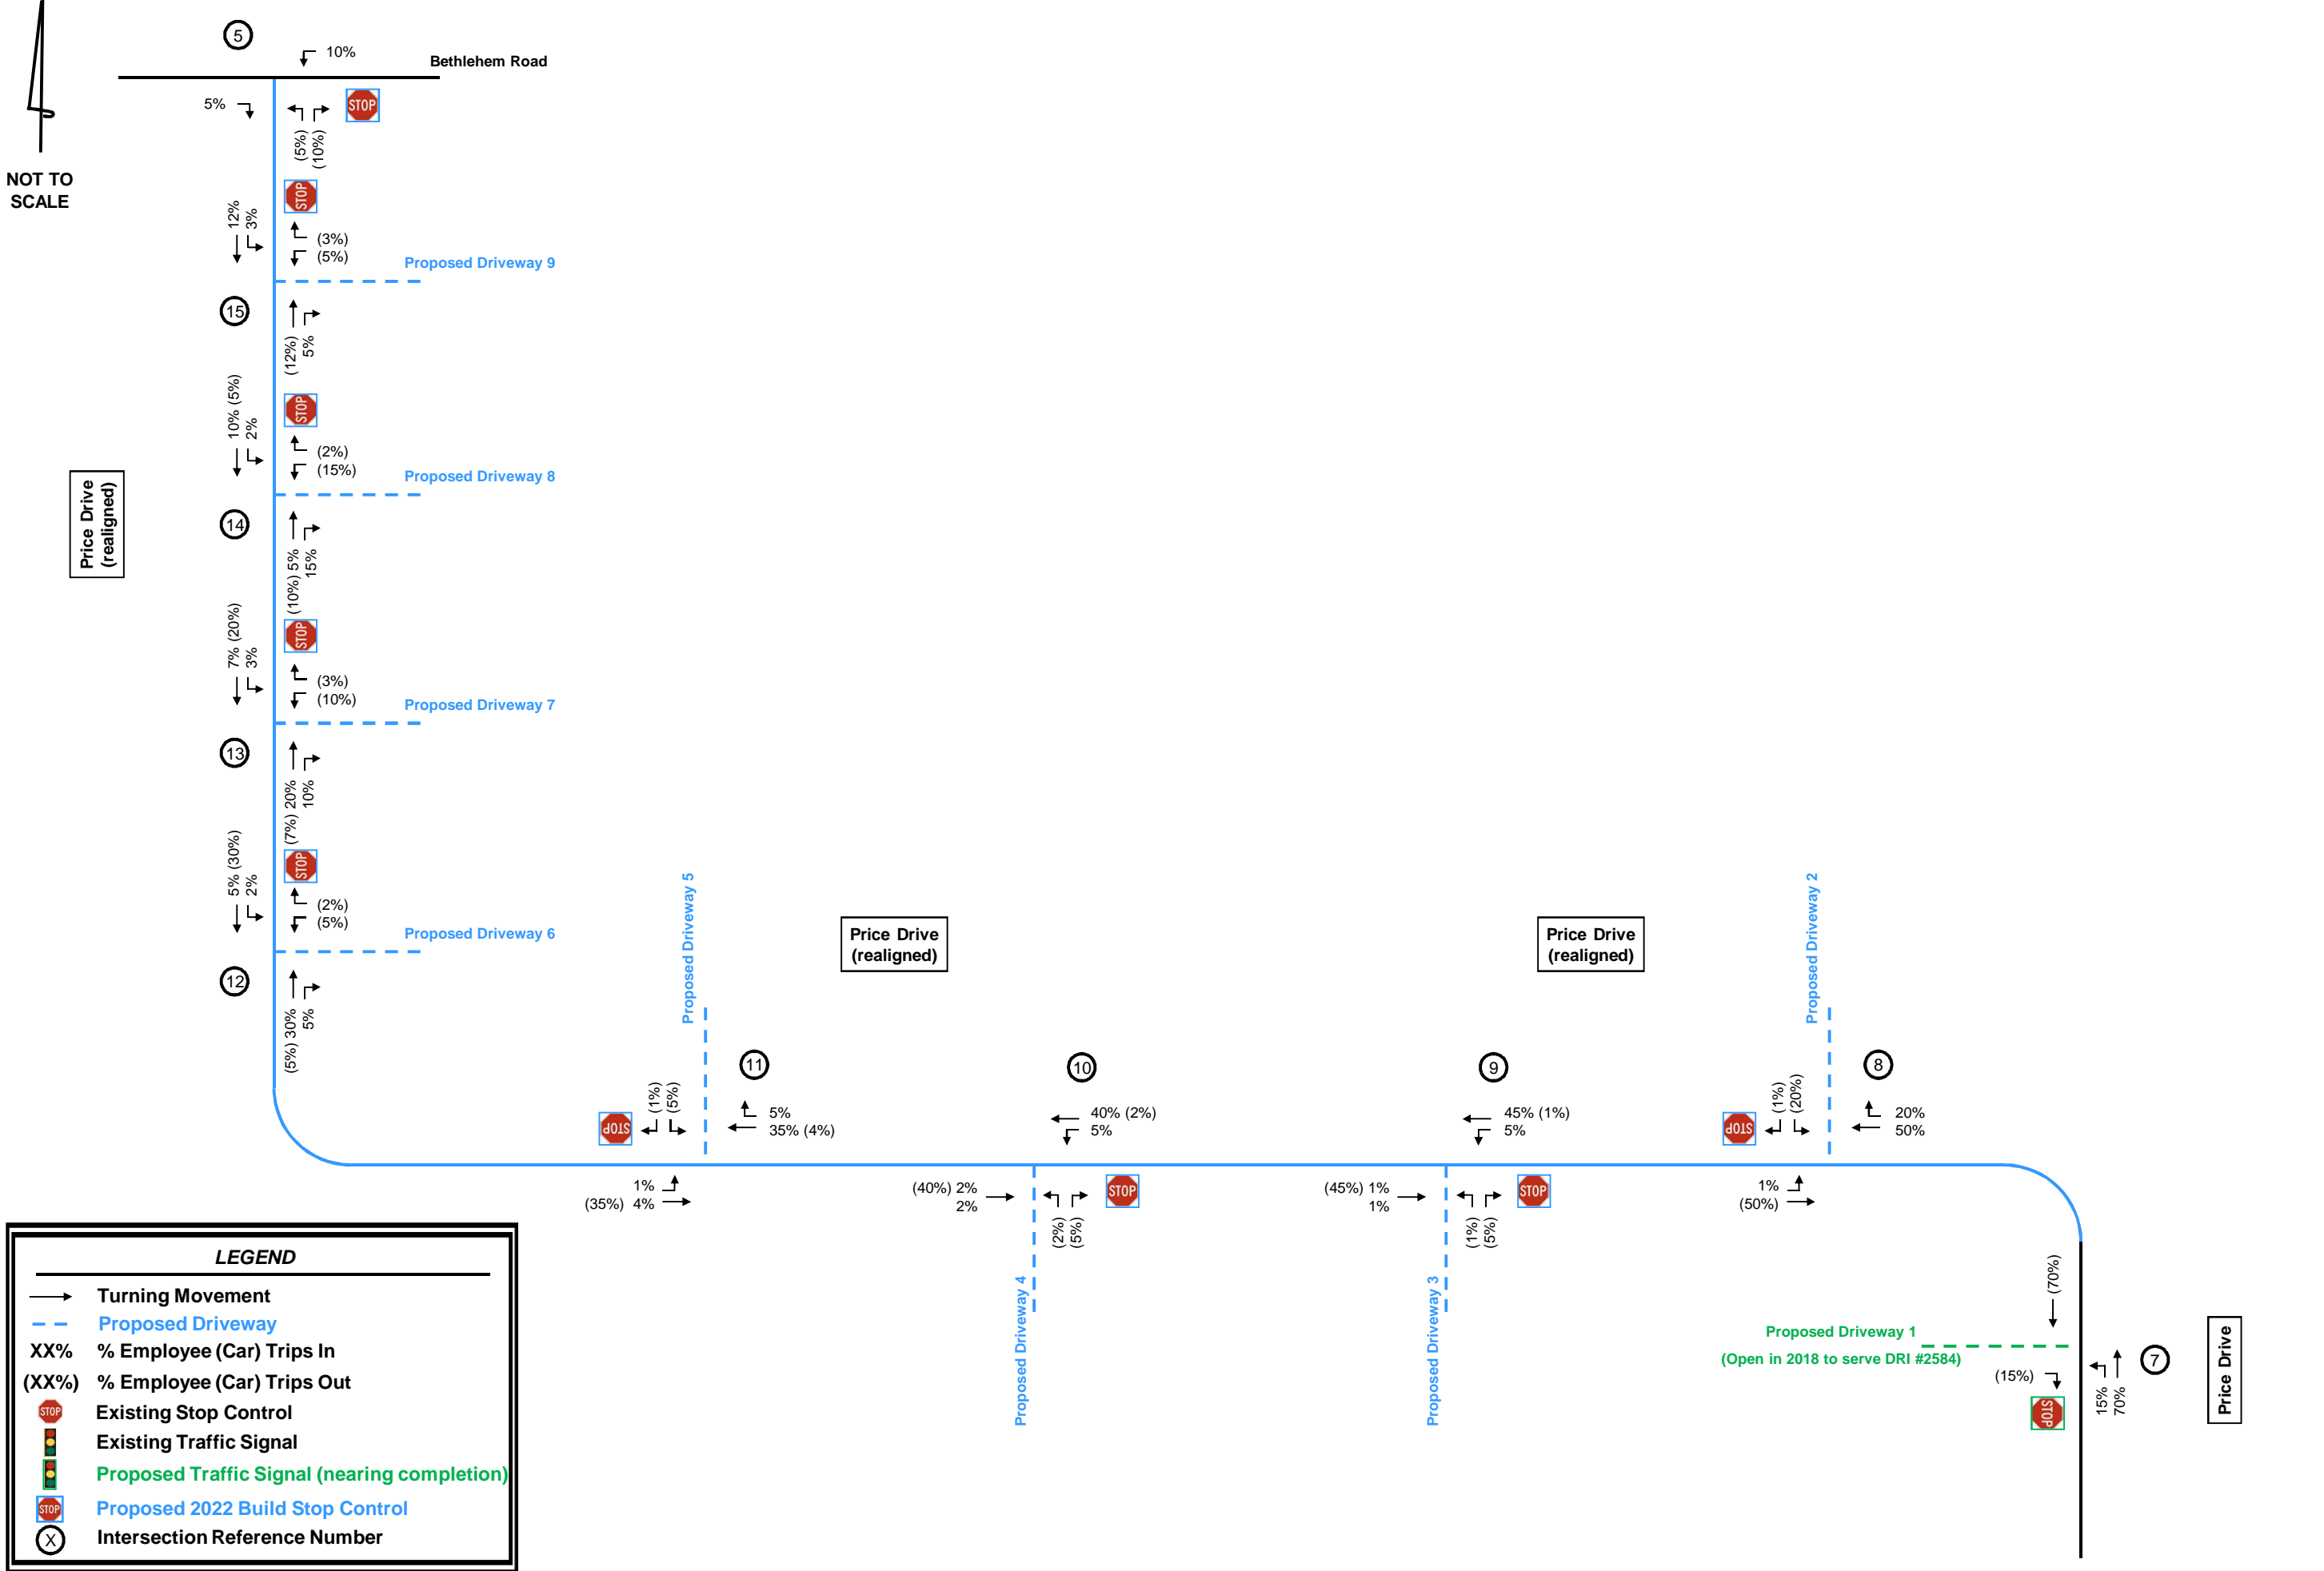 5
10%
Bethlehem Road
5%
STOP
(5%)
(10%)
NOT TO
SCALE
STOP
12%
3%
(3%)
(5%)
Proposed Driveway 9
15
(12%)
5%
10% (5%)
2%
STOP
(2%)
(15%)
Proposed Driveway 8
Price Drive
(realigned)
14
(10%) 5%
15%
7% (20%)
3%
STOP
(3%)
(10%)
Proposed Driveway 7
13
(7%) 20%
10%
5% (30%)
2%
STOP
(2%)
(5%)
Proposed Driveway 6
12
(5%) 30%
5%
Proposed Driveway 5
Price Drive
(realigned)
Price Drive
(realigned)
Proposed Driveway 2
11
10
9
8
STOP
(1%)
(5%)
5%
35% (4%)
40% (2%)
5%
45% (1%)
5%
STOP
(1%)
(20%)
20%
50%
1%
(35%) 4%
(40%) 2%
2%
STOP
(2%)
(5%)
(45%) 1%
1%
STOP
(1%)
(5%)
1%
(50%)
Proposed Driveway 4
Proposed Driveway 3
(70%)
Proposed Driveway 1
(Open in 2018 to serve DRI #2584)
(15%)
STOP
15%
70%
7
Price Drive
LEGEND
Turning Movement
Proposed Driveway
XX% % Employee (Car) Trips In
(XX%) % Employee (Car) Trips Out
STOP Existing Stop Control
Existing Traffic Signal
Proposed Traffic Signal (nearing completion)
STOP Proposed 2022 Build Stop Control
X Intersection Reference Number